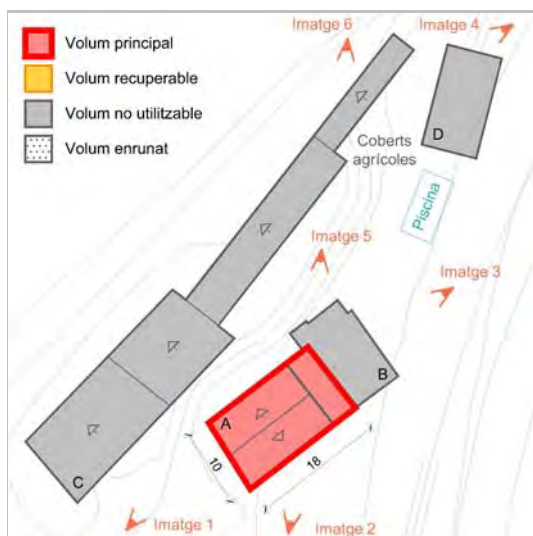 Volum principal
Volum recuperable
Volum no utilitzable
Volum enrunat
Imatge 6
Imatge 4
D
Coberts
agrícoles
Piscina
Imatge 5
Imatge 3
B
A
C
10
18
Imatge 1
Imatge 2